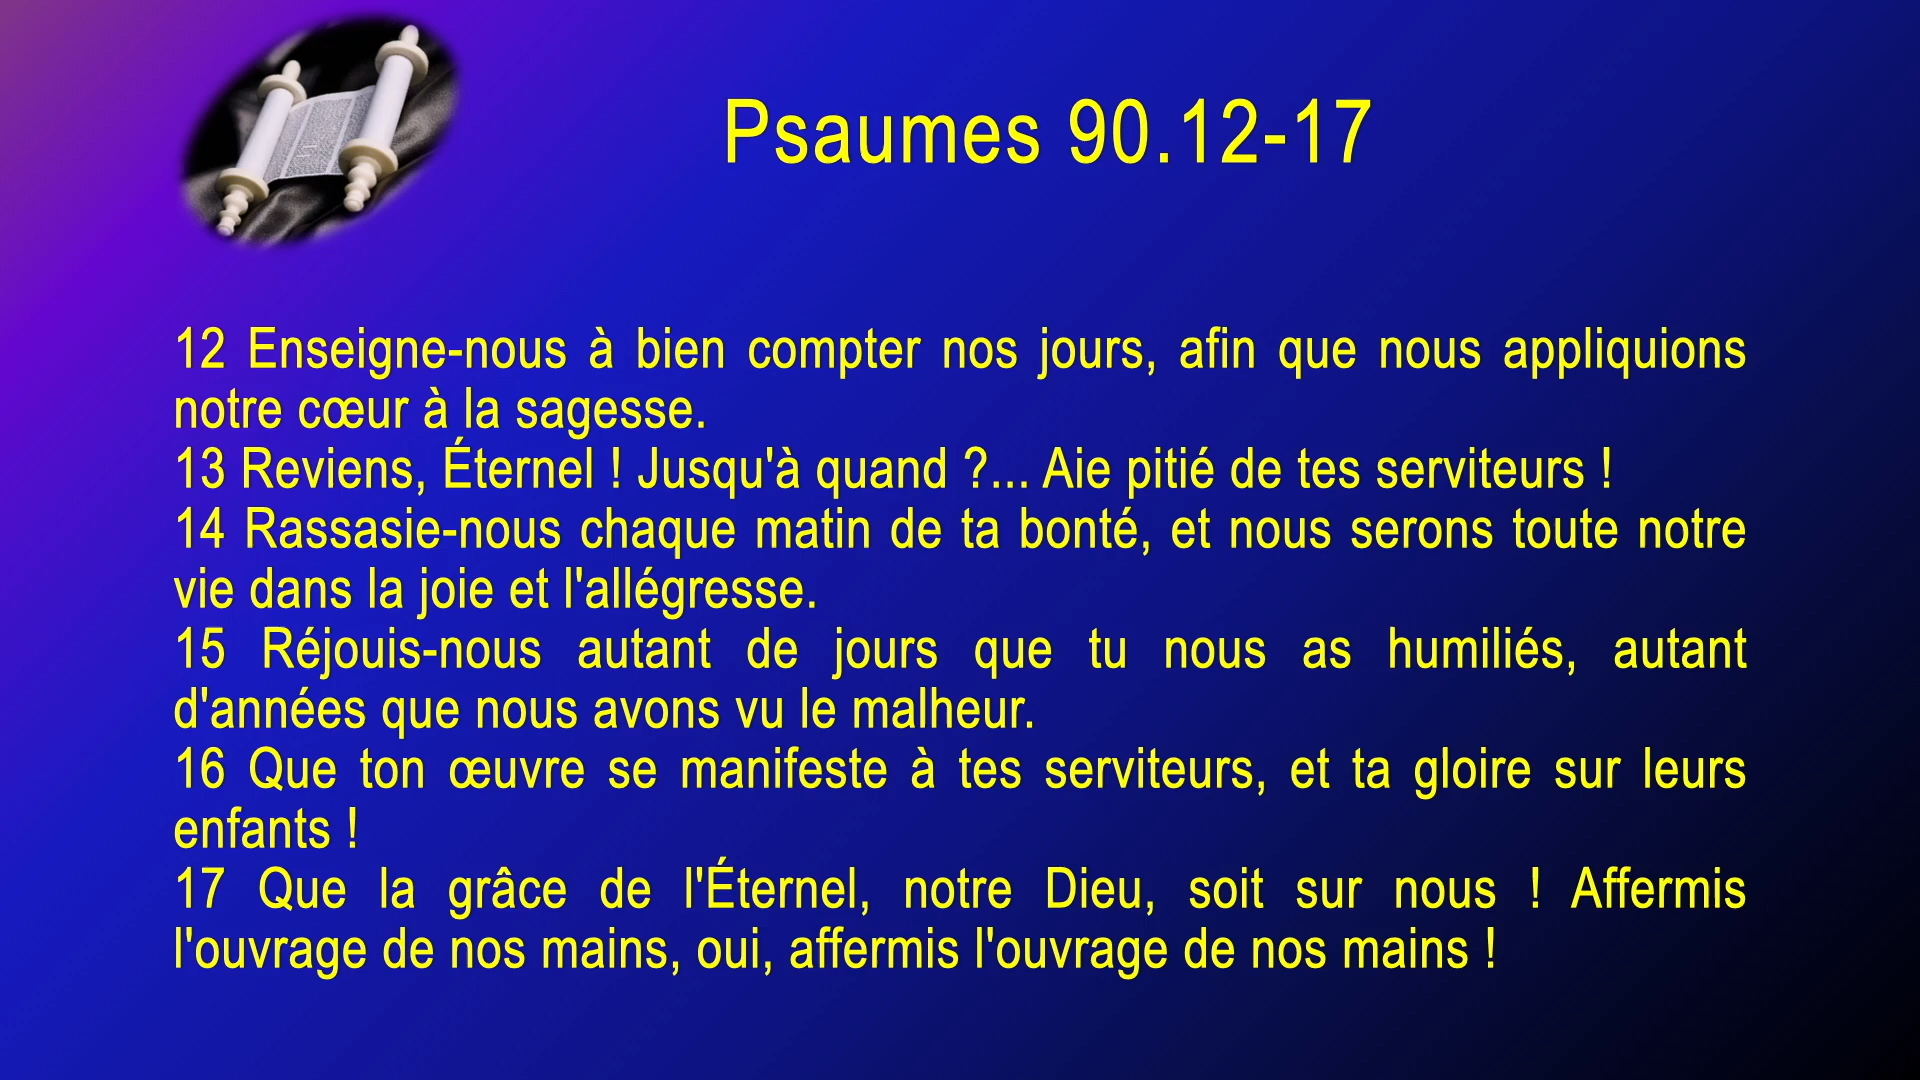 Psaumes 90.12-17
12 Enseigne-nous à bien compter nos jours, afin que nous appliquions
notre cœur à la sagesse.
13 Reviens, Éternel ! Jusqu'à quand ?... Aie pitié de tes serviteurs !
14 Rassasie-nous chaque matin de ta bonté, et nous serons toute notre
vie dans la joie et l'allégresse.
15 Réjouis-nous autant de jours que tu nous as humiliés, autant
d'années que nous avons vu le malheur.
16 Que ton œuvre se manifeste à tes serviteurs, et ta gloire sur leurs
enfants !
17 Que la grâce de l'Éternel, notre Dieu, soit sur nous ! Affermis
l'ouvrage de nos mains, oui, affermis l'ouvrage de nos mains !